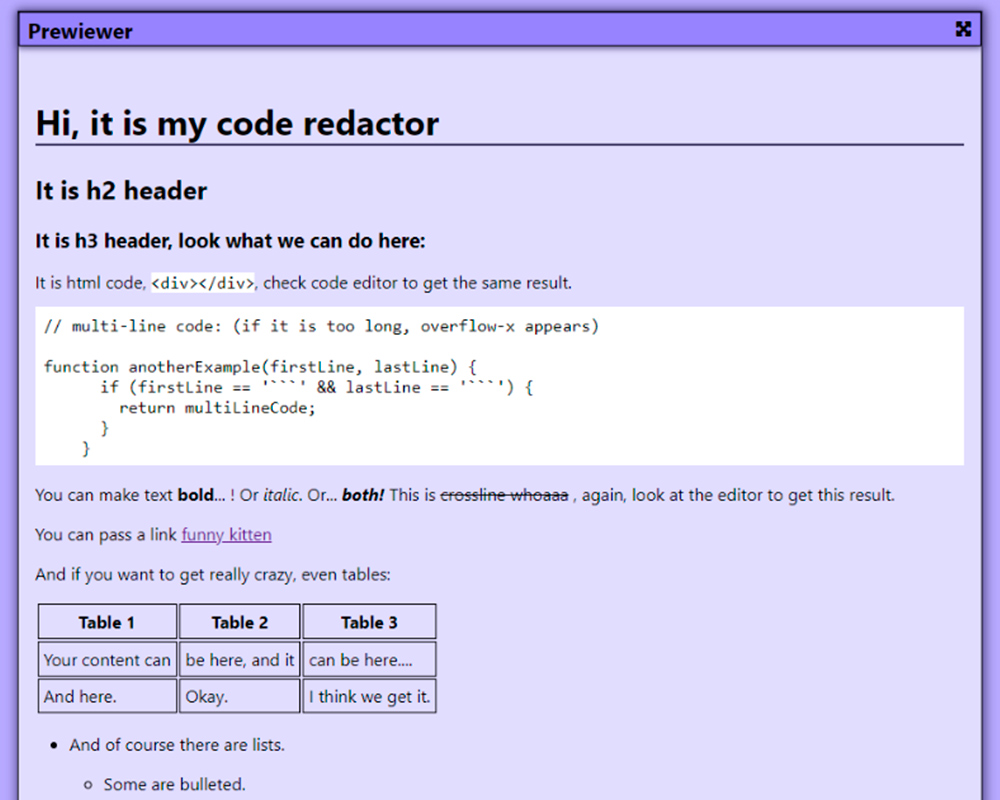 Prewiewer
Hi, it is my code redactor
It is h2 header
It is h3 header, look what we can do here:
It is html code, <div></div>, check code editor to get the same result.
// multi-line code: (if it is too long, overflow-x appears)
function anotherExample(firstLine, lastLine) {
if (firstLine == '```' && lastLine == '```') {
return multiLineCode;
}
}
You can make text bold... ! Or italic. Or... both! This is crossline whoaaa , again, look at the editor to get this result.
You can pass a link funny kitten
And if you want to get really crazy, even tables:
Table 1 Table 2 Table 3
Your content can be here, and it can be here....
And here. Okay. I think we get it.
And of course there are lists.
Some are bulleted.